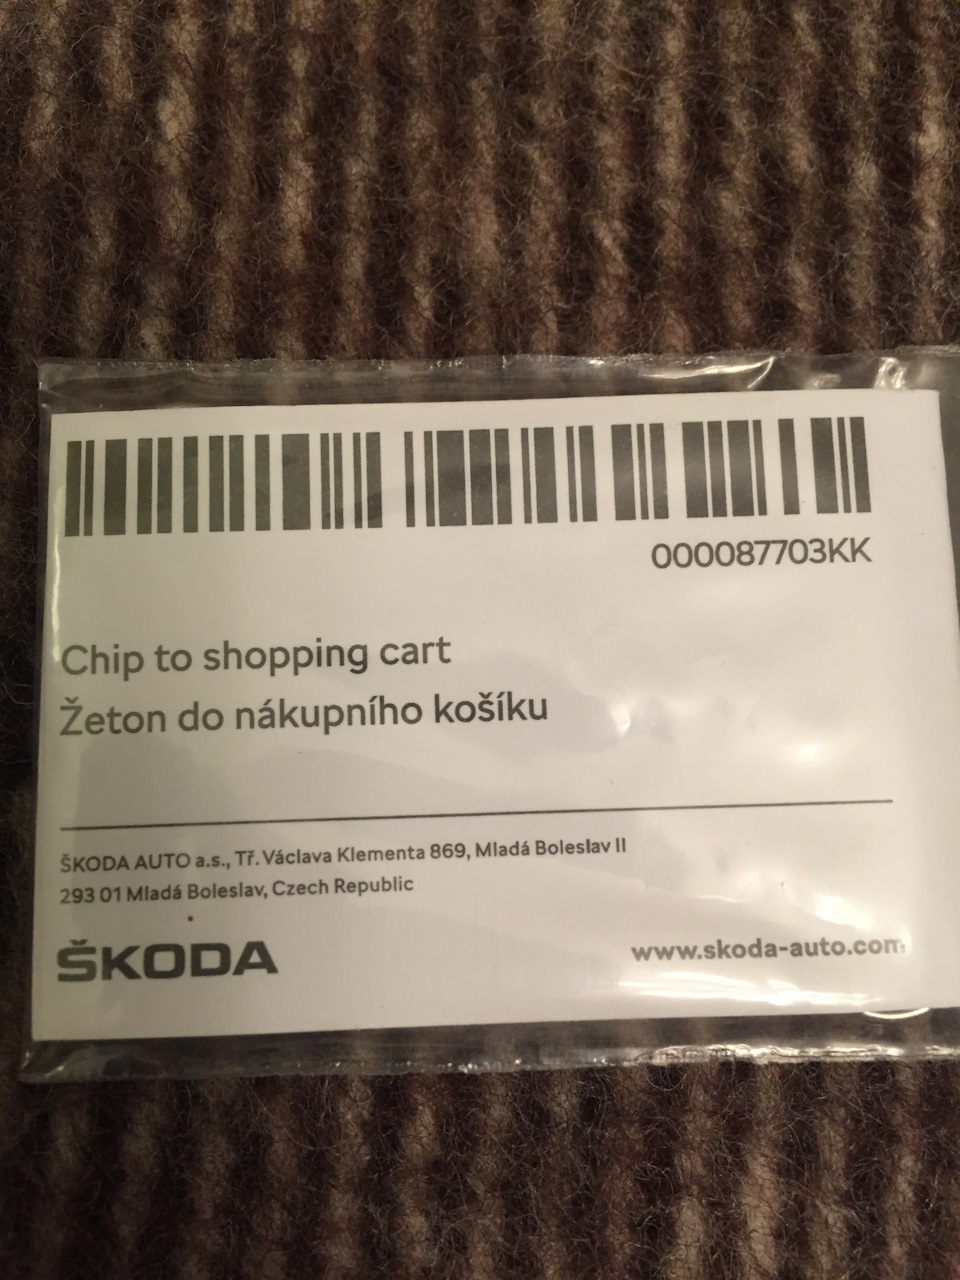 000087703KK
Chip to shopping cart
Žeton do nákupního košíku
ŠKODA AUTO a.s., Tř. Václava Klementa 869, Mladá Boleslav II
293 01 Mladá Boleslav, Czech Republic
ŠKODA
www.skoda-auto.com